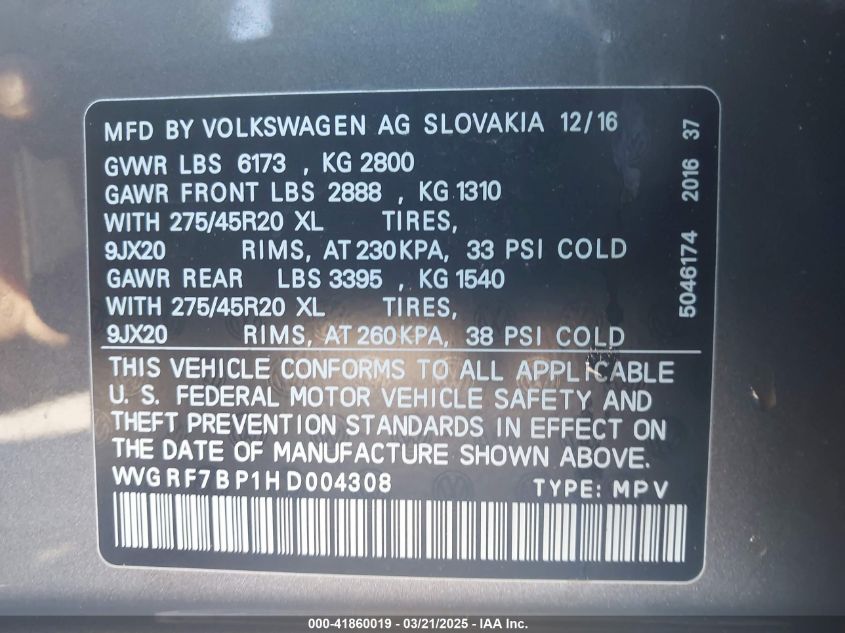 MFD BY VOLKSWAGEN AG SLOVAKIA 12/16
GVWR LBS 6173 , KG 2800
GAWR FRONT LBS 2888 , KG 1310
WITH 275/45R20 XL TIRES,
9JX20 RIMS, AT 230 KPA, 33 PSI COLD
GAWR REAR LBS 3395 , KG 1540
WITH 275/45R20 XL TIRES,
9JX20 RIMS, AT 260 KPA, 38 PSI COLD
THIS VEHICLE CONFORMS TO ALL APPLICABLE
U. S. FEDERAL MOTOR VEHICLE SAFETY AND
THEFT PREVENTION STANDARDS IN EFFECT ON
THE DATE OF MANUFACTURE SHOWN ABOVE.
WVGRF7BP1HD004308 TYPE: MPV
5046174 2016 37
000-41860019 - 03/21/2025 - IAA Inc.